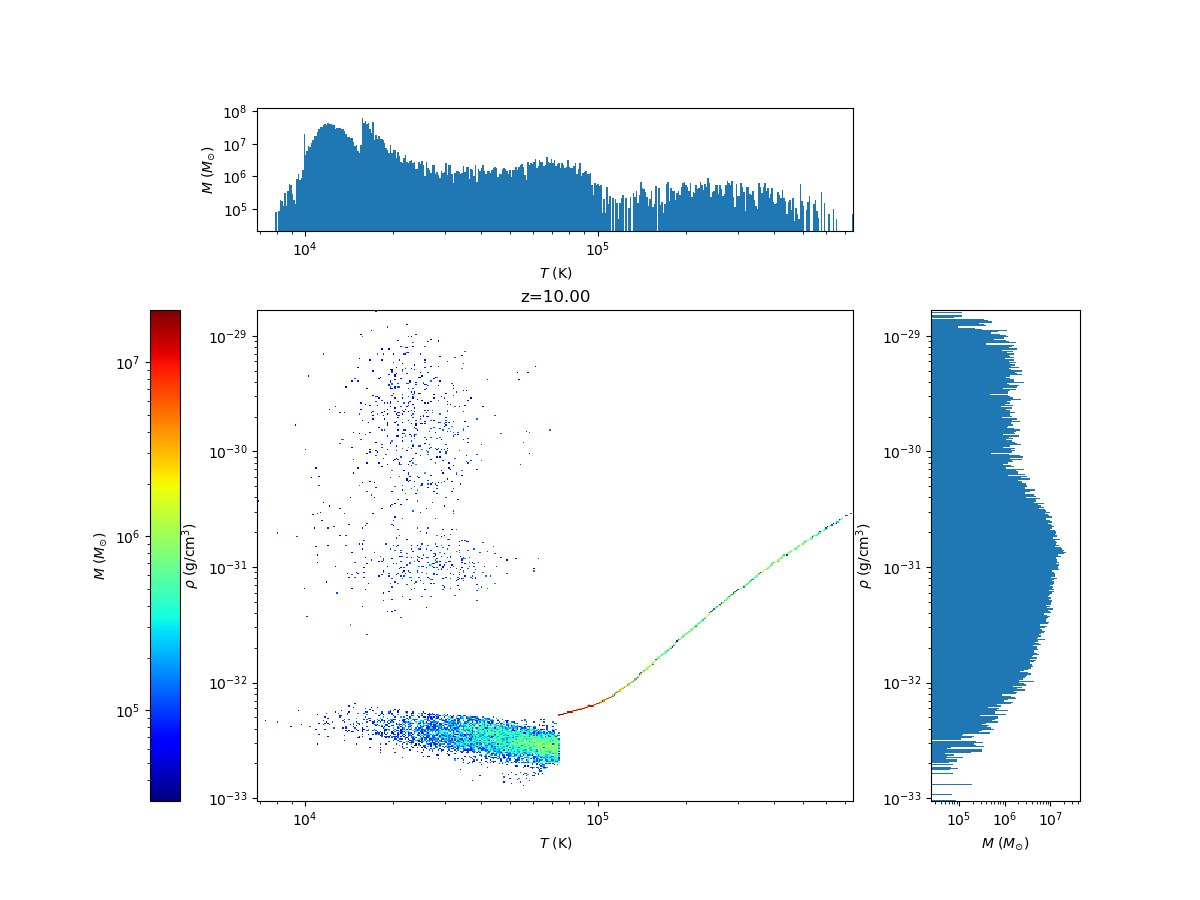 10⁸
10⁷
10⁶
10⁵
M (M⊙)
10⁴ 10⁵
T (K)
z=10.00
10⁷
10⁶
10⁵
M (M⊙)
10⁻²⁹
10⁻³⁰
10⁻³¹
10⁻³²
10⁻³³
ρ (g/cm³)
10⁴ 10⁵
T (K)
10⁻²⁹
10⁻³⁰
10⁻³¹
10⁻³²
10⁻³³
ρ (g/cm³)
10⁵ 10⁶ 10⁷
M (M⊙)